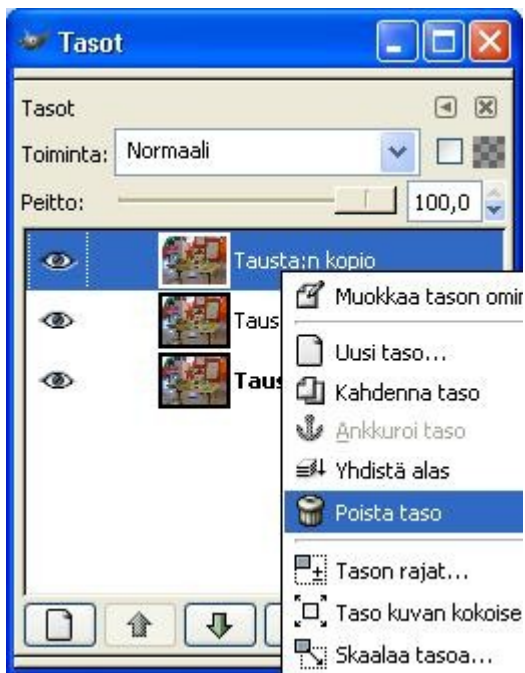 Tasot
Tasot
Toiminta: Normaali
Peitto: 100,0
Tausta:n kopio
Taus
Taus
Muokkaa tason omin
Uusi taso...
Kahdenna taso
Ankkuroi taso
Yhdistä alas
Poista taso
Tason rajat...
Taso kuvan kokoise
Skaalaa tasoa...